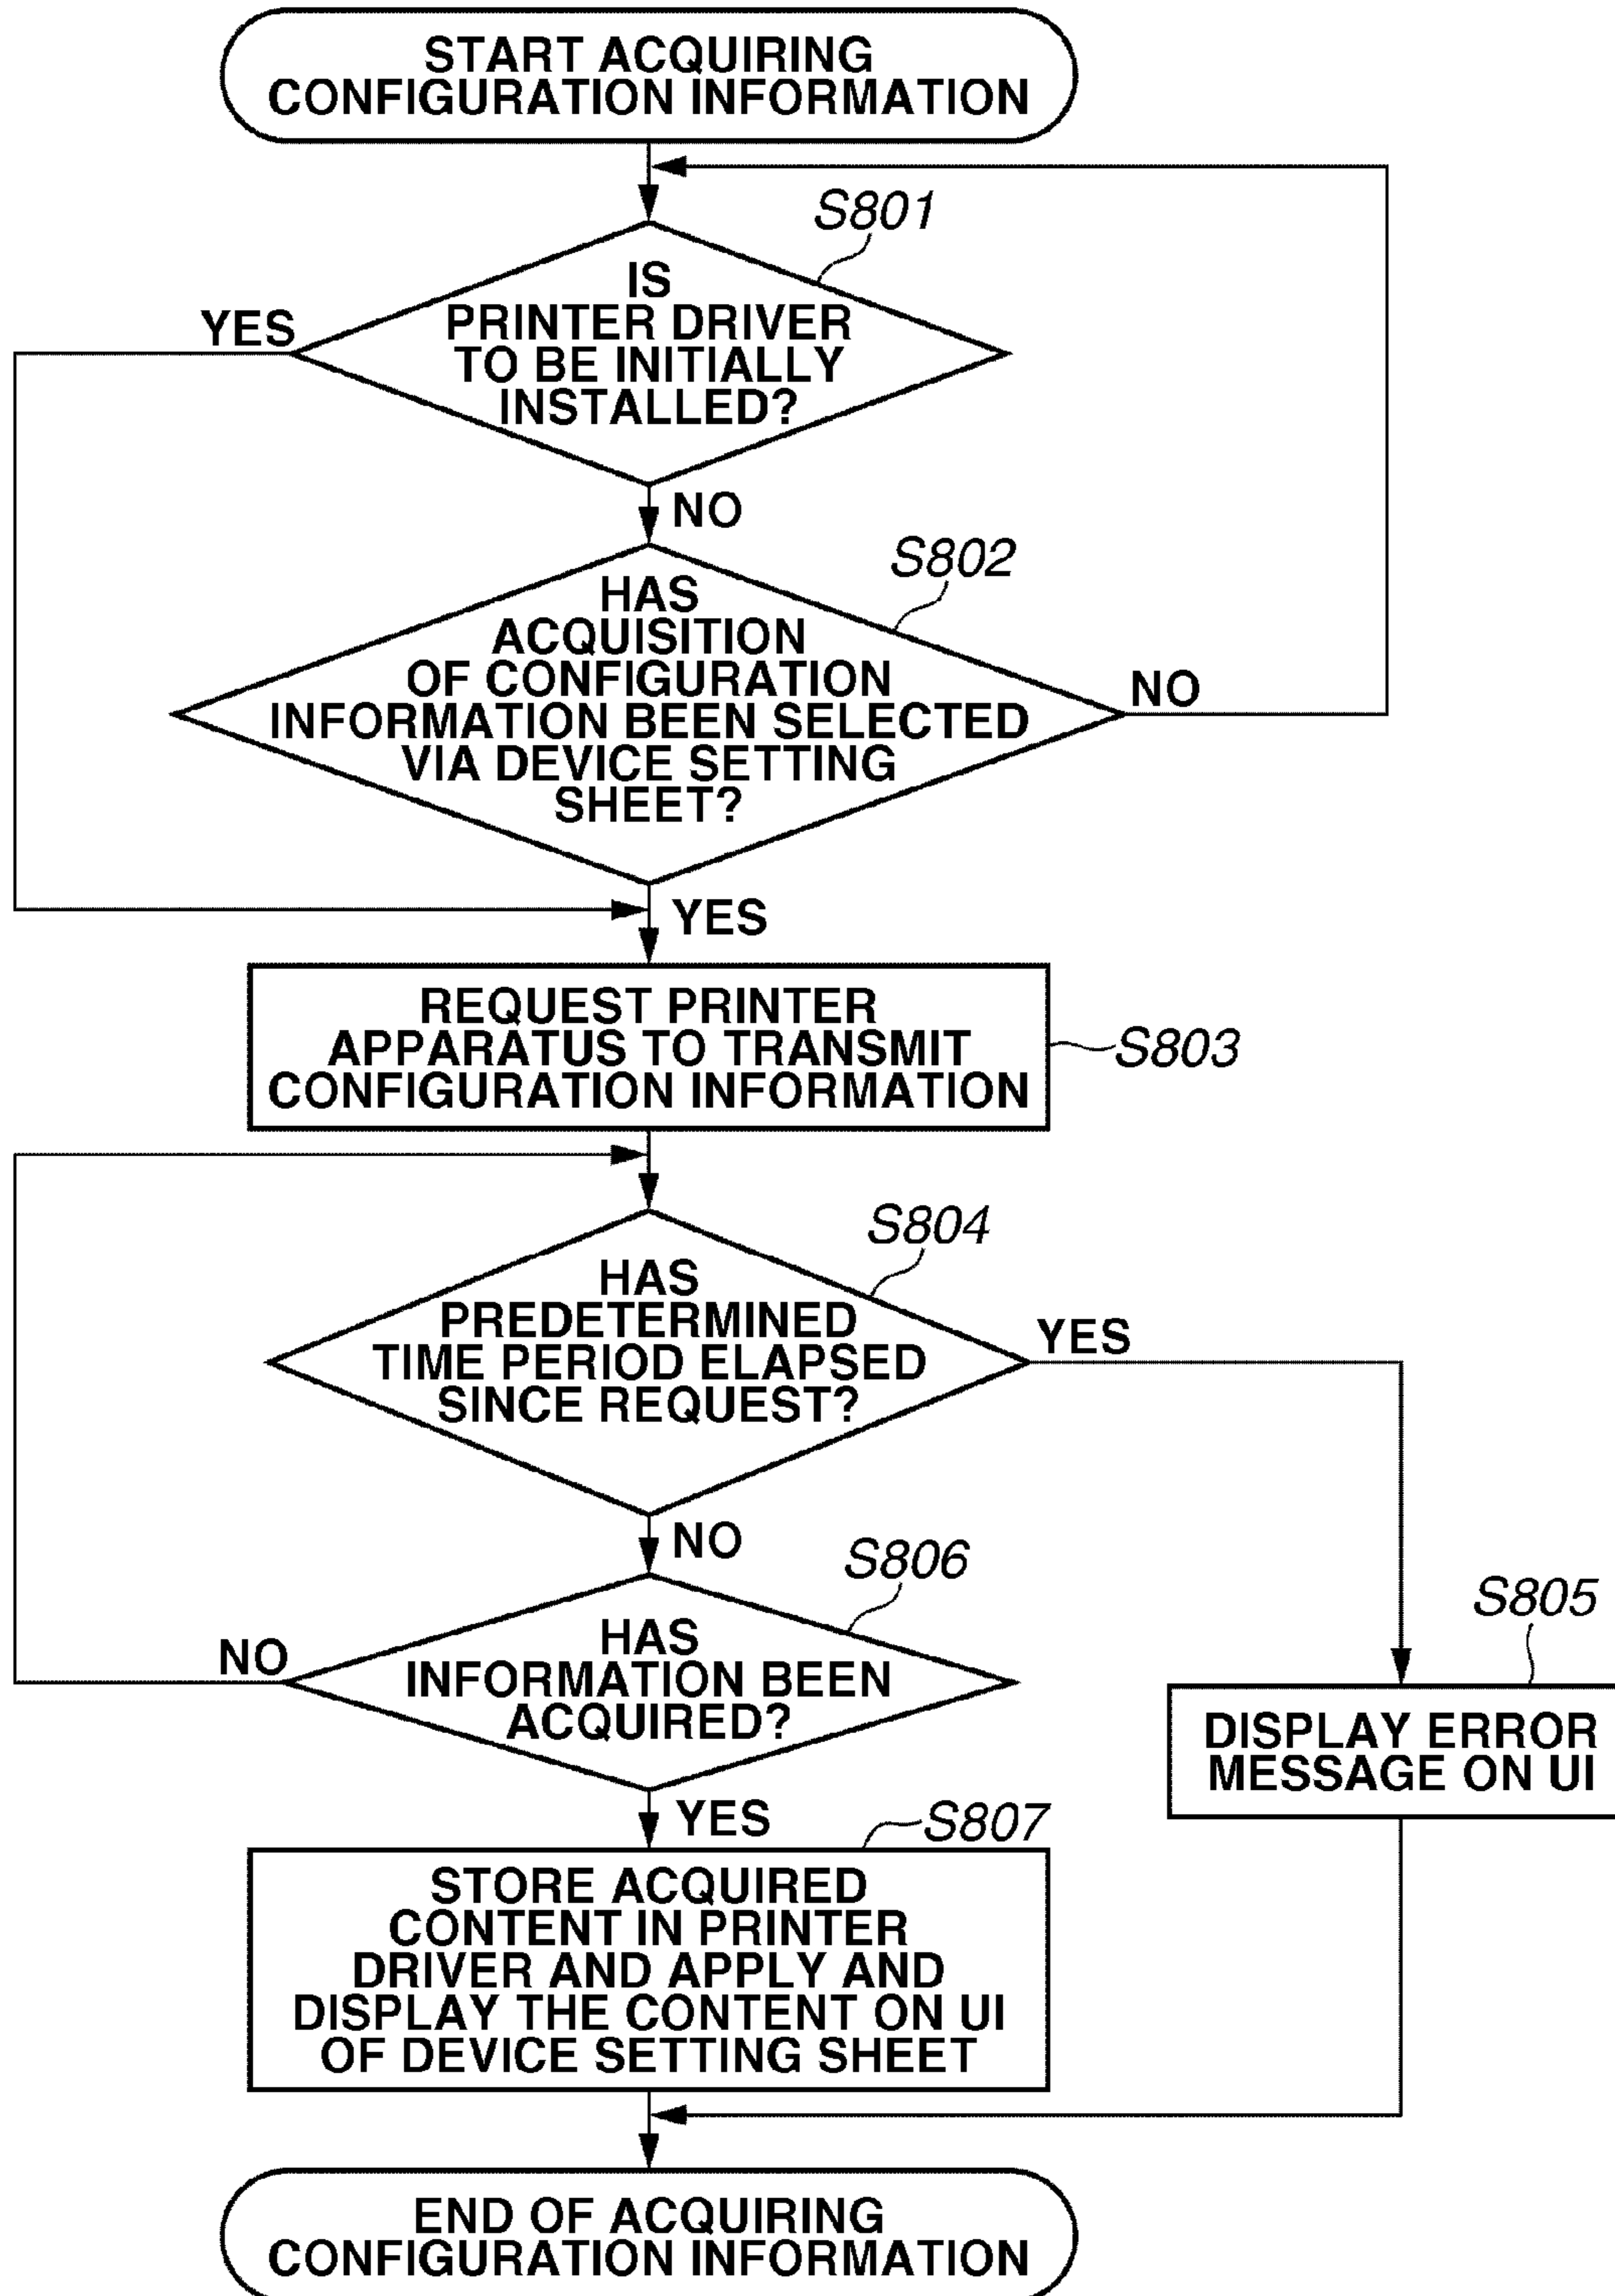 START ACQUIRING
CONFIGURATION INFORMATION
S801
IS
PRINTER DRIVER
TO BE INITIALLY
INSTALLED?
YES
NO
S802
HAS
ACQUISITION
OF CONFIGURATION
INFORMATION BEEN SELECTED
VIA DEVICE SETTING
SHEET?
NO
YES
REQUEST PRINTER
APPARATUS TO TRANSMIT
CONFIGURATION INFORMATION
S803
S804
HAS
PREDETERMINED
TIME PERIOD ELAPSED
SINCE REQUEST?
YES
NO
S806
HAS
INFORMATION BEEN
ACQUIRED?
NO
S805
DISPLAY ERROR
MESSAGE ON UI
YES
S807
STORE ACQUIRED
CONTENT IN PRINTER
DRIVER AND APPLY AND
DISPLAY THE CONTENT ON UI
OF DEVICE SETTING SHEET
END OF ACQUIRING
CONFIGURATION INFORMATION